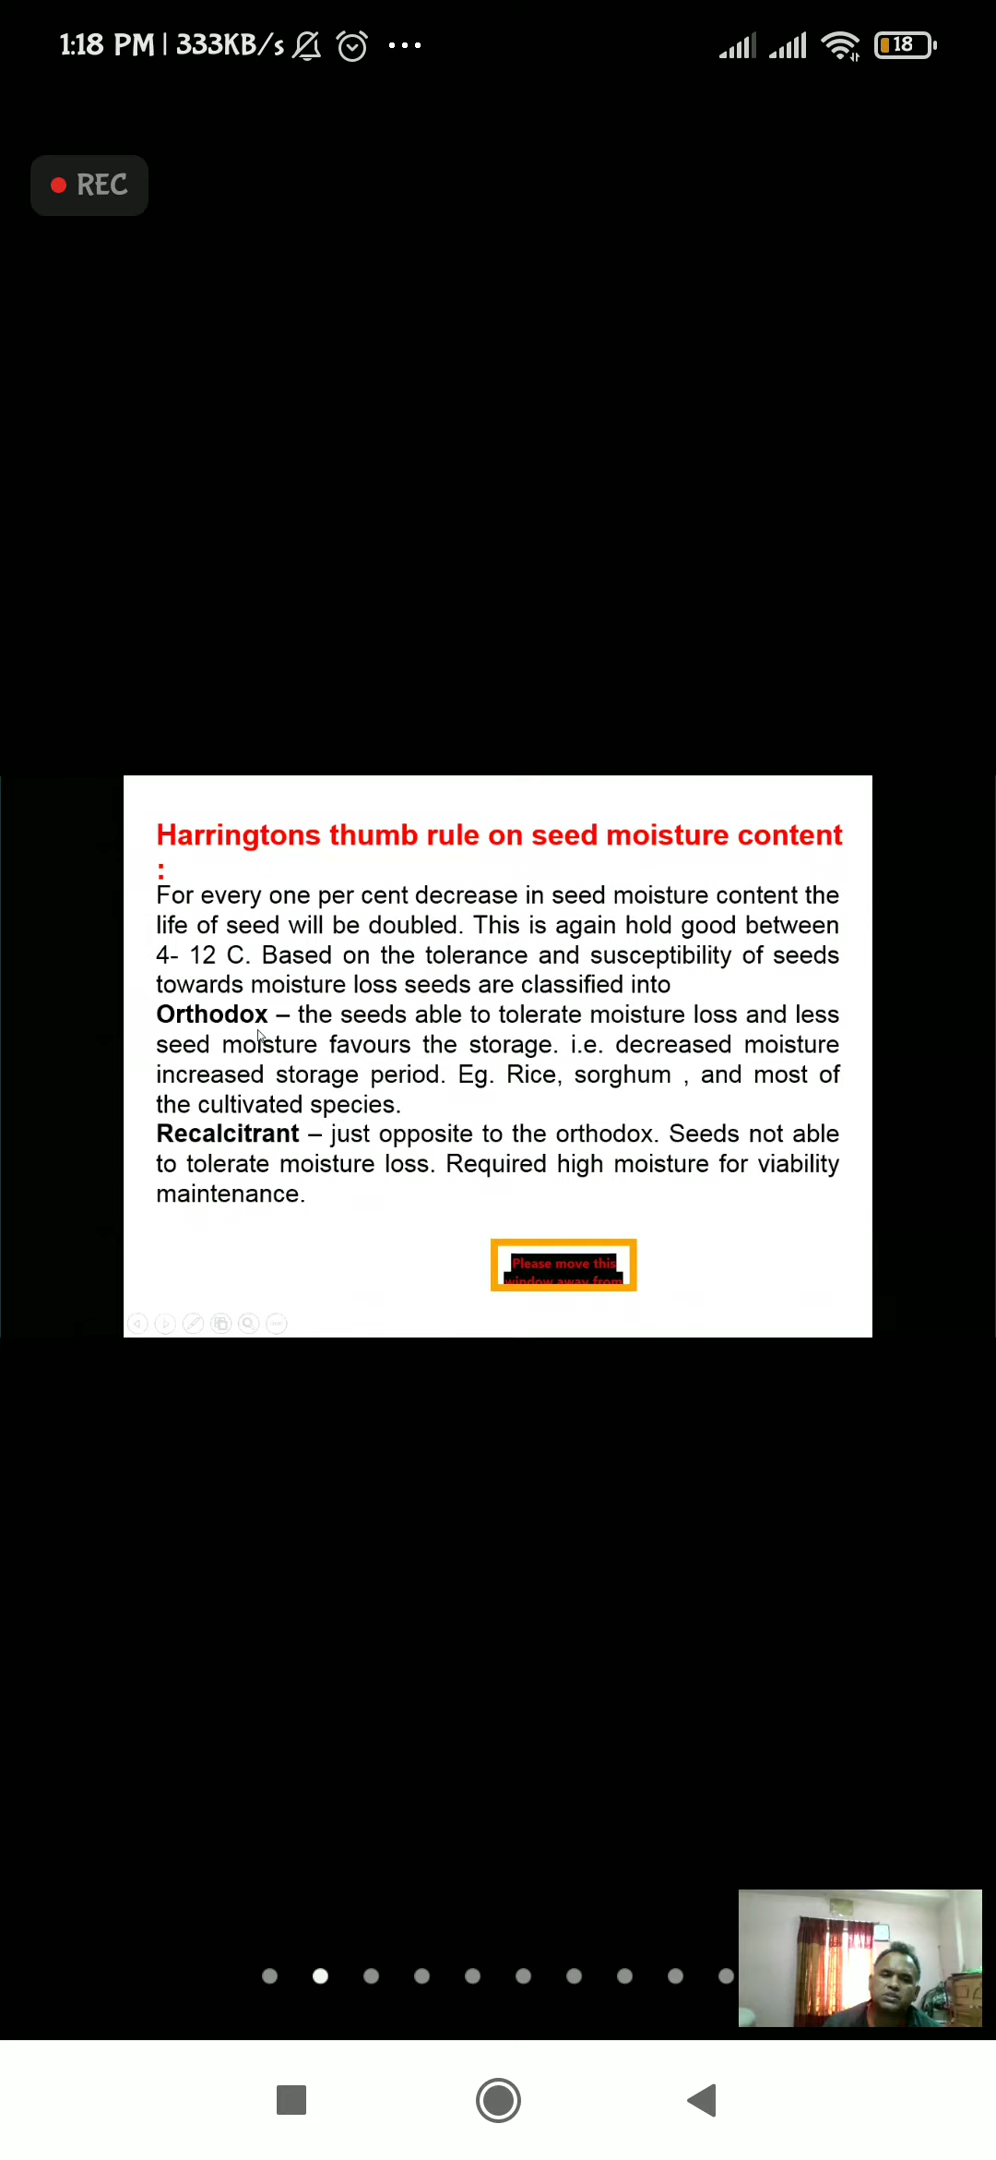 1:18 PM | 333KB/s
18
REC
Harringtons thumb rule on seed moisture content
:
For every one per cent decrease in seed moisture content the
life of seed will be doubled. This is again hold good between
4- 12 C. Based on the tolerance and susceptibility of seeds
towards moisture loss seeds are classified into
Orthodox – the seeds able to tolerate moisture loss and less
seed moisture favours the storage. i.e. decreased moisture
increased storage period. Eg. Rice, sorghum , and most of
the cultivated species.
Recalcitrant – just opposite to the orthodox. Seeds not able
to tolerate moisture loss. Required high moisture for viability
maintenance.
Please move this
window away from